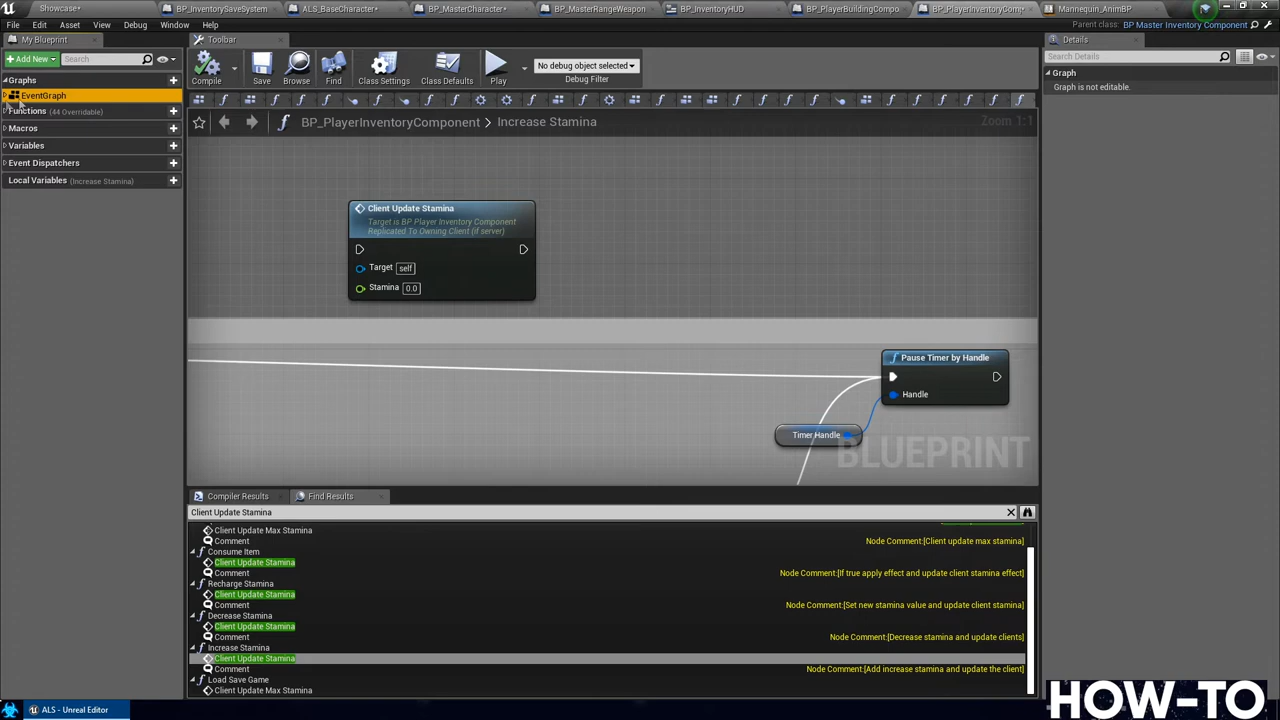 Showcase•
BP_InventorySaveSystem
ALS_BaseCharacter•
BP_MasterCharacter•
BP_MasterRangeWeapon
BP_InventoryHUD
BP_PlayerBuildingCompo
BP_PlayerInventoryComp•
Mannequin_AnimBP
File Edit Asset View Debug Window Help
Parent class: BP Master Inventory Component
My Blueprint
Toolbar
Details
Add New
Search
Compile
Save
Browse
Find
Class Settings
Class Defaults
Play
No debug object selected
Debug Filter
Search Details
Graph
Graph is not editable.
Graphs
EventGraph
Functions (44 Overridable)
Macros
Variables
Event Dispatchers
Local Variables (Increase Stamina)
BP_PlayerInventoryComponent > Increase Stamina
Zoom 1:1
Client Update Stamina
Target is BP Player Inventory Component
Replicated To Owning Client (if server)
Target self
Stamina 0.0
Pause Timer by Handle
Handle
Timer Handle
BLUEPRINT
Compiler Results
Find Results
Client Update Stamina
Client Update Max Stamina
Comment Node Comment:[Client update max stamina]
Consume Item
Client Update Stamina
Comment Node Comment:[If true apply effect and update client stamina effect]
Recharge Stamina
Client Update Stamina
Comment Node Comment:[Set new stamina value and update client stamina]
Decrease Stamina
Client Update Stamina
Comment Node Comment:[Decrease stamina and update clients]
Increase Stamina
Client Update Stamina
Comment Node Comment:[Add increase stamina and update the client]
Load Save Game
Client Update Max Stamina
ALS - Unreal Editor
HOW-TO